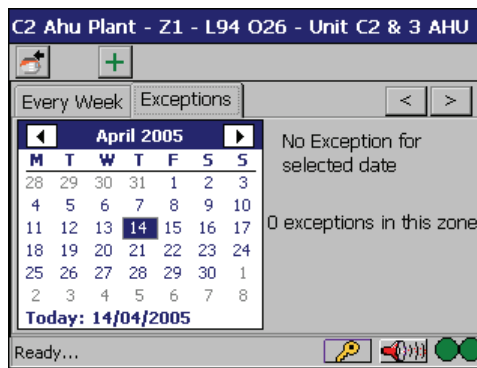 C2 Ahu Plant - Z1 - L94 O26 - Unit C2 & 3 AHU
Every Week Exceptions < >
April 2005
M T W T F S S
28 29 30 31 1 2 3
4 5 6 7 8 9 10
11 12 13 14 15 16 17
18 19 20 21 22 23 24
25 26 27 28 29 30 1
2 3 4 5 6 7 8
Today: 14/04/2005
No Exception for
selected date
0 exceptions in this zone
Ready...